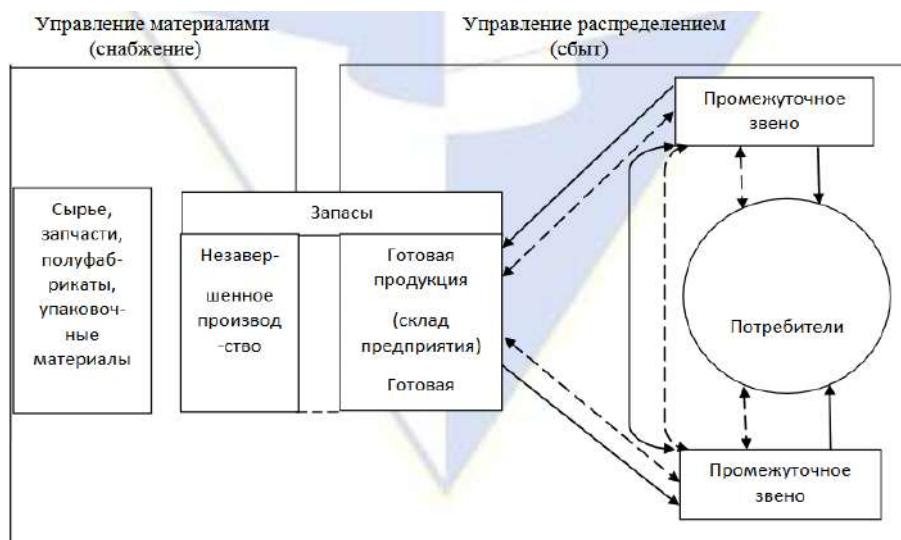 Управление материалами
(снабжение)
Управление распределением
(сбыт)
Промежуточное
звено
Сырье,
запчасти,
полуфаб-
рикаты,
упаковоч-
ные
материалы
Запасы
Незавер-
шенное
производ
-ство
Готовая
продукция
(склад
предприятия)
Готовая
Потребители
Промежуточное
звено